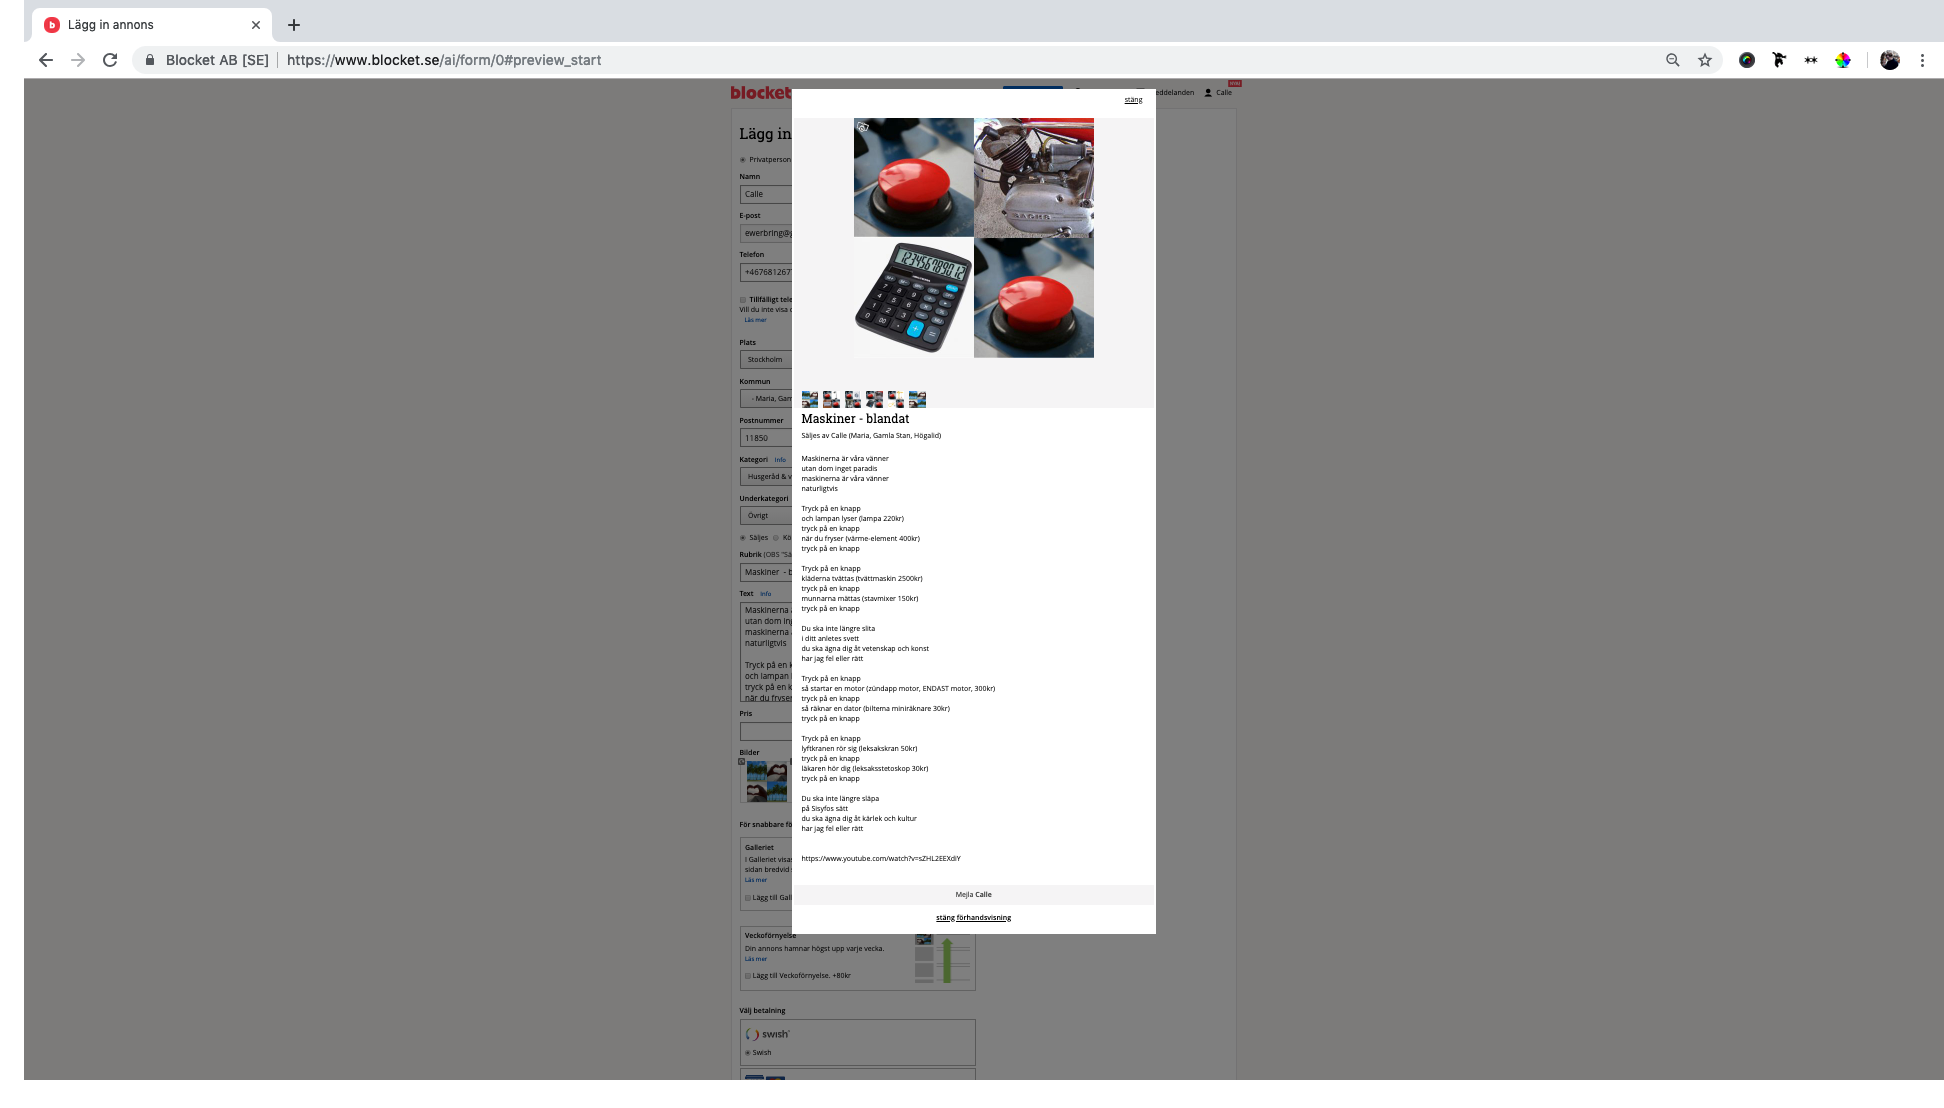 Lägg in annons
Blocket AB [SE] https://www.blocket.se/ai/form/0#preview_start
blocket
eddelanden
Calle
stäng
Lägg in
Privatperson
Namn
Calle
E-post
ewerbring@g
Telefon
+467681267
Tillfälligt tele
Vill du inte visa d
Läs mer
Plats
Stockholm
Kommun
- Maria, Gam
Postnummer
11850
Kategori Info
Husgeråd & v
Underkategori
Övrigt
Säljes Kö
Rubrik (OBS "Sä
Maskiner - b
Text Info
Maskinerna
utan dom ing
maskinerna
naturligtvis
Tryck på en k
och lampan
tryck på en k
när du fryser
Pris
Bilder
För snabbare fö
Galleriet
I Galleriet visas
sidan bredvid
Läs mer
Lägg till Gall
Veckoförnyelse
Din annons hamnar högst upp varje vecka.
Läs mer
Lägg till Veckoförnyelse. +80kr
Välj betalning
swish
Swish
SACHS
1234567890 12
Maskiner - blandat
Säljes av Calle (Maria, Gamla Stan, Högalid)
Maskinerna är våra vänner
utan dom inget paradis
maskinerna är våra vänner
naturligtvis
Tryck på en knapp
och lampan lyser (lampa 220kr)
tryck på en knapp
när du fryser (värme-element 400kr)
tryck på en knapp
Tryck på en knapp
kläderna tvättas (tvättmaskin 2500kr)
tryck på en knapp
munnarna mättas (stavmixer 150kr)
tryck på en knapp
Du ska inte längre slita
i ditt anletes svett
du ska ägna dig åt vetenskap och konst
har jag fel eller rätt
Tryck på en knapp
så startar en motor (zündapp motor, ENDAST motor, 300kr)
tryck på en knapp
så räknar en dator (biltema miniräknare 30kr)
tryck på en knapp
Tryck på en knapp
lyftkranen rör sig (leksakskran 50kr)
tryck på en knapp
läkaren hör dig (leksaksstetoskop 30kr)
tryck på en knapp
Du ska inte längre släpa
på Sisyfos sätt
du ska ägna dig åt kärlek och kultur
har jag fel eller rätt
https://www.youtube.com/watch?v=sZHL2EEXdiY
Mejla Calle
stäng förhandsvisning